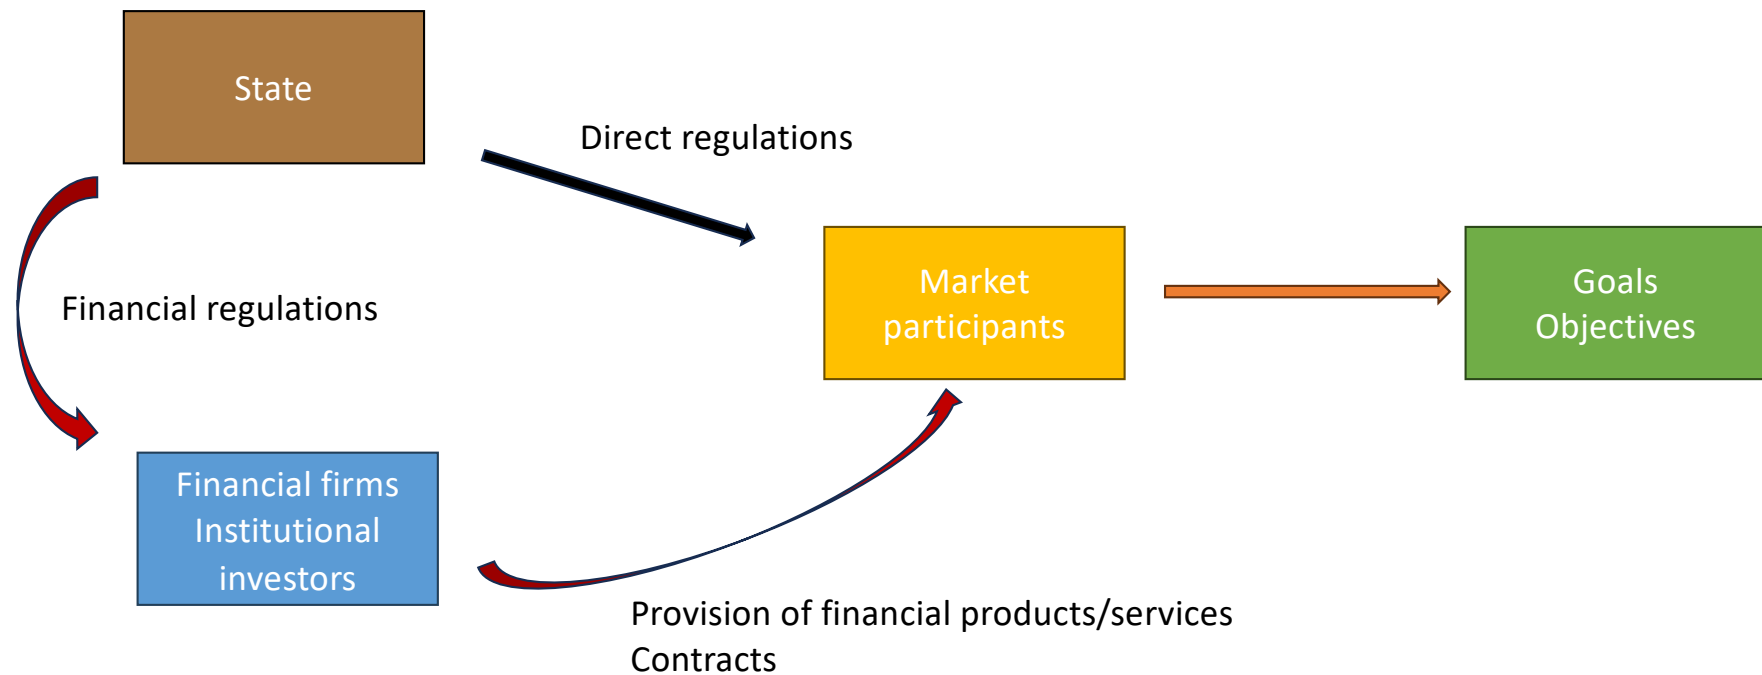 State
Direct regulations
Financial regulations
Market
participants
Goals
Objectives
Financial firms
Institutional
investors
Provision of financial products/services
Contracts